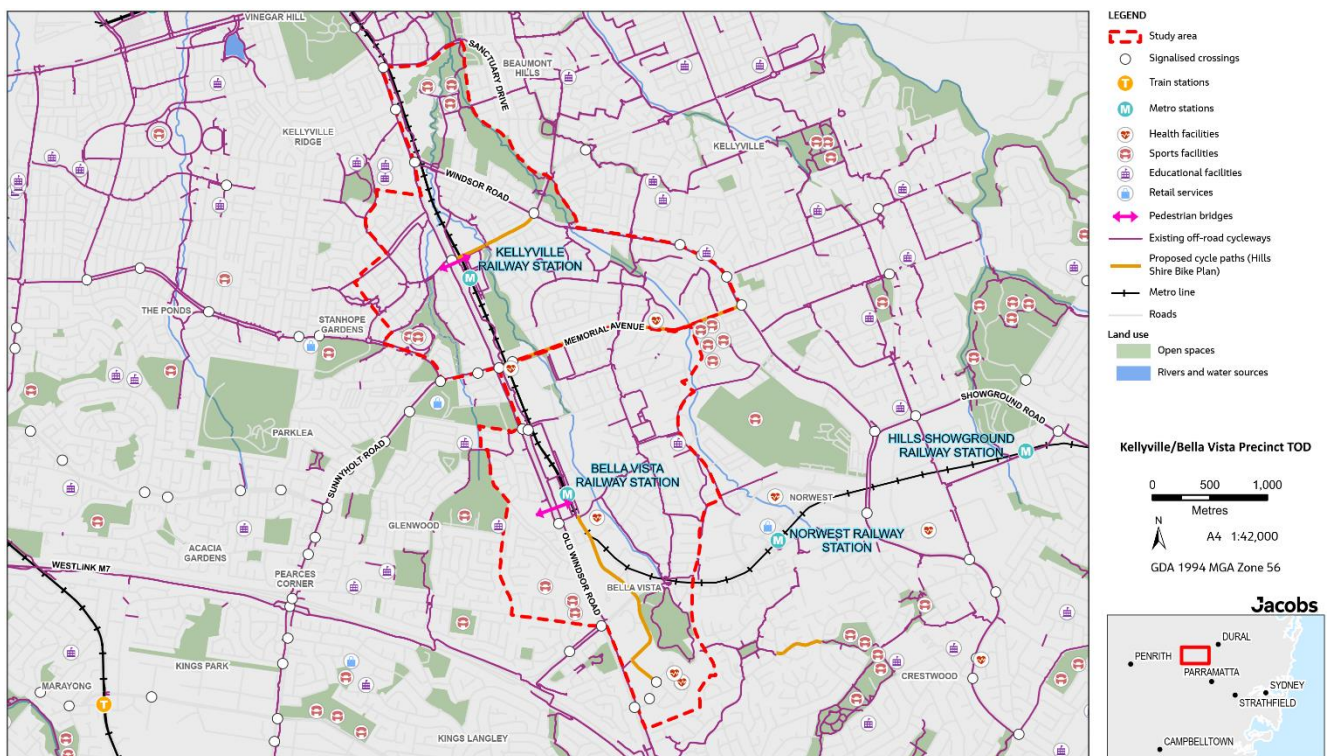 VINEGAR HILL
SANCTUARY DRIVE
BEAUMONT
HILLS
KELLYVILLE
RIDGE
KELLYVILLE
WINDSOR ROAD
KELLYVILLE
RAILWAY STATION
THE PONDS
STANHOPE
GARDENS
MEMORIAL AVENUE
SHOWGROUND
ROAD
PARKLEA
SUNNYHOLT ROAD
HILLS SHOWGROUND
RAILWAY STATION
BELLA VISTA
RAILWAY STATION
NORWEST
GLENWOOD
NORWEST RAILWAY
STATION
ACACIA
GARDENS
OLD WINDSOR ROAD
WESTLINK M7
PEARCES
CORNER
BELLA VISTA
KINGS PARK
MARAYONG
CRESTWOOD
KINGS LANGLEY
T
M
M
M
M
LEGEND
Study area
Signalised crossings
T
Train stations
M
Metro stations
Health facilities
Sports facilities
Educational facilities
Retail services
Pedestrian bridges
Existing off-road cycleways
Proposed cycle paths (Hills
Shire Bike Plan)
Metro line
Roads
Land use
Open spaces
Rivers and water sources
Kellyville/Bella Vista Precinct TOD
0 500 1,000
Metres
N
A4 1:42,000
GDA 1994 MGA Zone 56
Jacobs
DURAL
PENRITH
PARRAMATTA
SYDNEY
STRATHFIELD
CAMPBELLTOWN